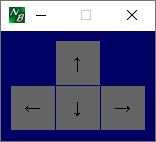 NB
↑
← ↓ →